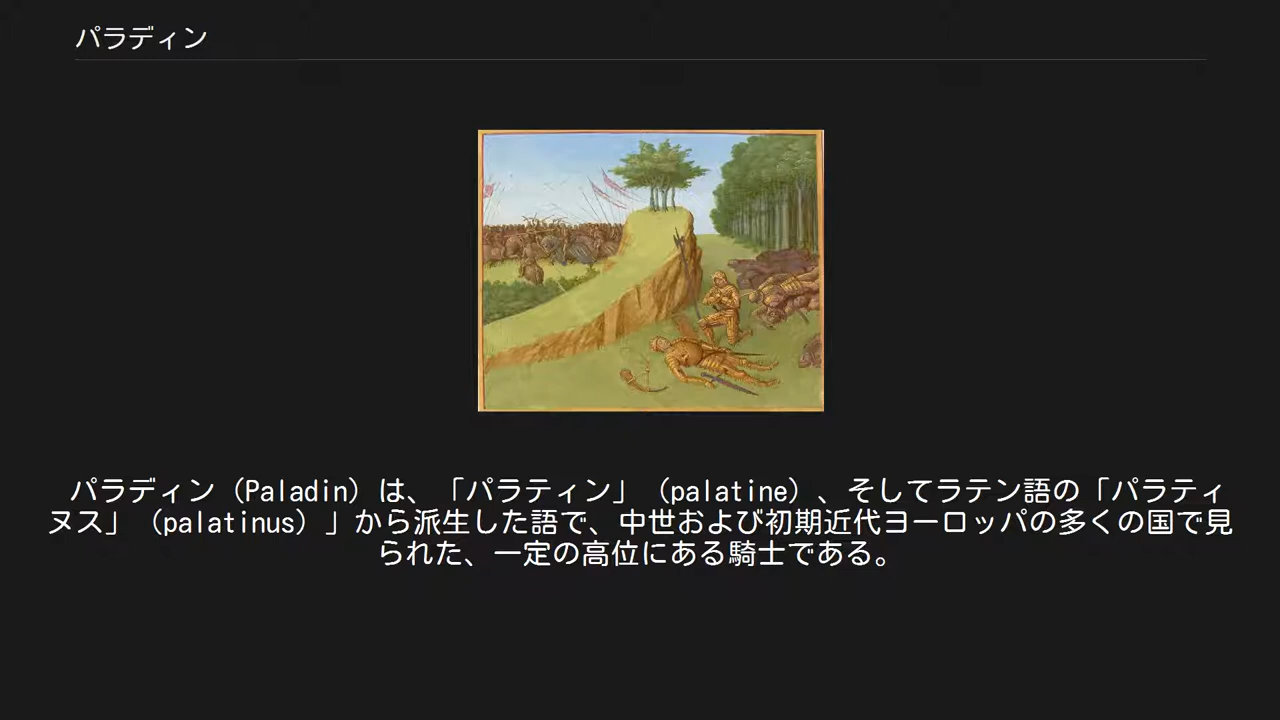 パラディン
パラディン（Paladin）は、「パラティン」（palatine）、そしてラテン語の「パラティ
ヌス」（palatinus）」から派生した語で、中世および初期近代ヨーロッパの多くの国で見
られた、一定の高位にある騎士である。